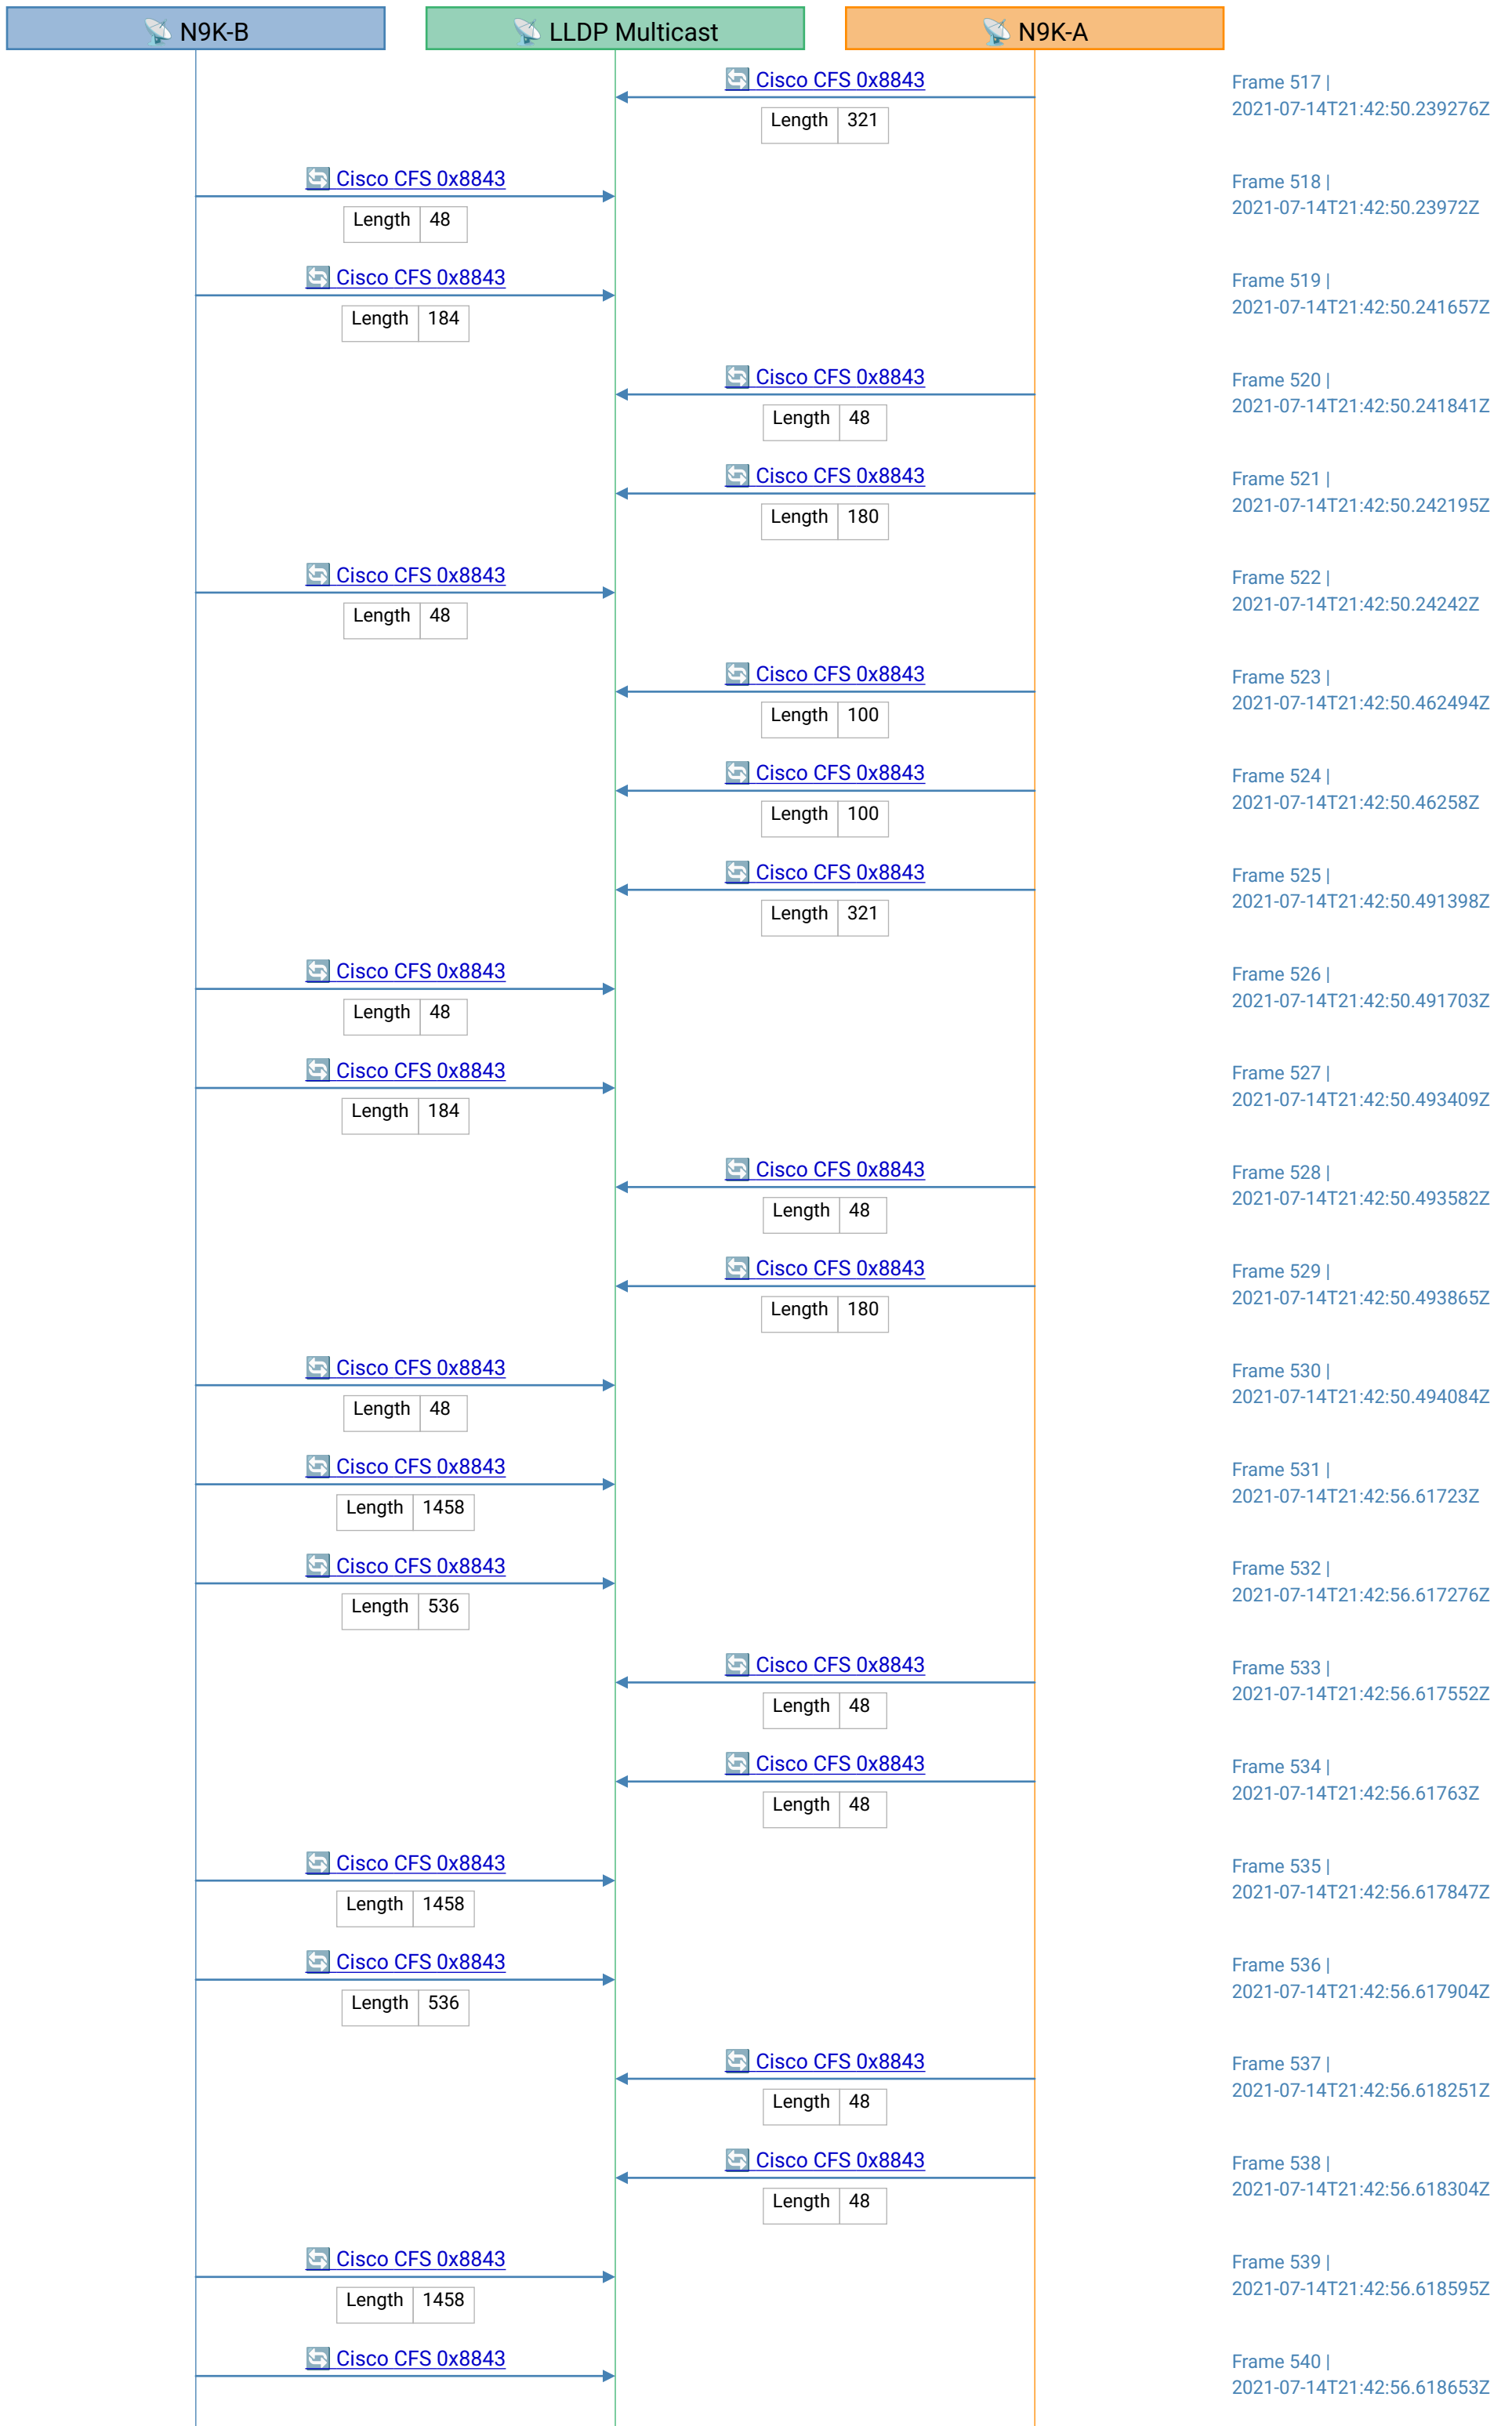 N9K-B
LLDP Multicast
N9K-A
Cisco CFS 0x8843
Frame 517 |
2021-07-14T21:42:50.239276Z
Length 321
Cisco CFS 0x8843
Frame 518 |
2021-07-14T21:42:50.23972Z
Length 48
Cisco CFS 0x8843
Frame 519 |
2021-07-14T21:42:50.241657Z
Length 184
Cisco CFS 0x8843
Frame 520 |
2021-07-14T21:42:50.241841Z
Length 48
Cisco CFS 0x8843
Frame 521 |
2021-07-14T21:42:50.242195Z
Length 180
Cisco CFS 0x8843
Frame 522 |
2021-07-14T21:42:50.24242Z
Length 48
Cisco CFS 0x8843
Frame 523 |
2021-07-14T21:42:50.462494Z
Length 100
Cisco CFS 0x8843
Frame 524 |
2021-07-14T21:42:50.46258Z
Length 100
Cisco CFS 0x8843
Frame 525 |
2021-07-14T21:42:50.491398Z
Length 321
Cisco CFS 0x8843
Frame 526 |
2021-07-14T21:42:50.491703Z
Length 48
Cisco CFS 0x8843
Frame 527 |
2021-07-14T21:42:50.493409Z
Length 184
Cisco CFS 0x8843
Frame 528 |
2021-07-14T21:42:50.493582Z
Length 48
Cisco CFS 0x8843
Frame 529 |
2021-07-14T21:42:50.493865Z
Length 180
Cisco CFS 0x8843
Frame 530 |
2021-07-14T21:42:50.494084Z
Length 48
Cisco CFS 0x8843
Frame 531 |
2021-07-14T21:42:56.61723Z
Length 1458
Cisco CFS 0x8843
Frame 532 |
2021-07-14T21:42:56.617276Z
Length 536
Cisco CFS 0x8843
Frame 533 |
2021-07-14T21:42:56.617552Z
Length 48
Cisco CFS 0x8843
Frame 534 |
2021-07-14T21:42:56.61763Z
Length 48
Cisco CFS 0x8843
Frame 535 |
2021-07-14T21:42:56.617847Z
Length 1458
Cisco CFS 0x8843
Frame 536 |
2021-07-14T21:42:56.617904Z
Length 536
Cisco CFS 0x8843
Frame 537 |
2021-07-14T21:42:56.618251Z
Length 48
Cisco CFS 0x8843
Frame 538 |
2021-07-14T21:42:56.618304Z
Length 48
Cisco CFS 0x8843
Frame 539 |
2021-07-14T21:42:56.618595Z
Length 1458
Cisco CFS 0x8843
Frame 540 |
2021-07-14T21:42:56.618653Z